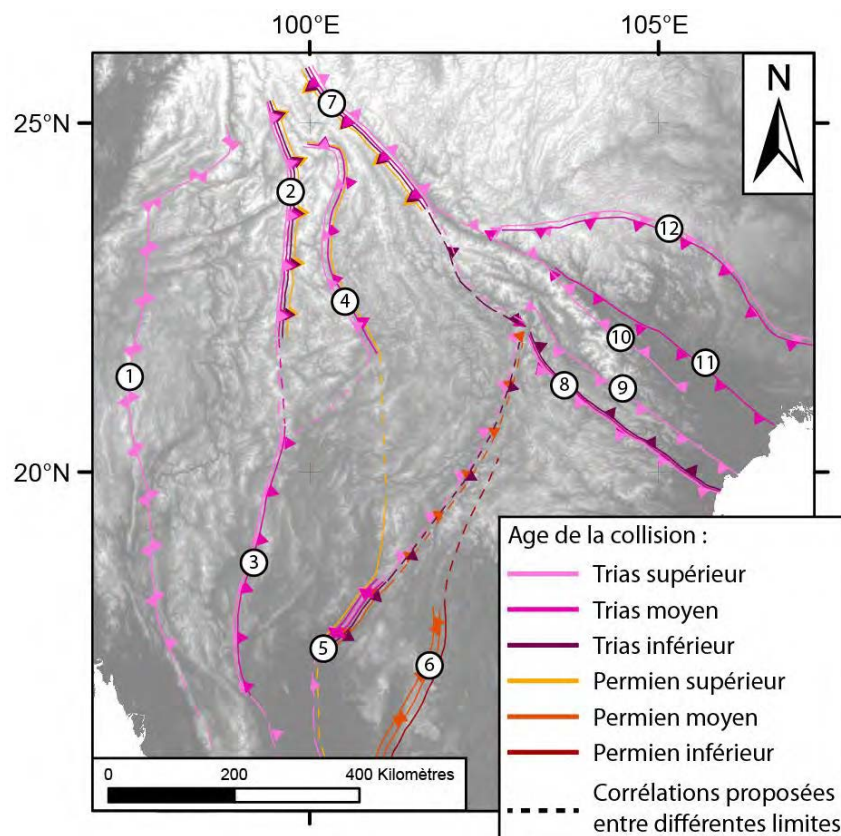 100°E
105°E
N
25°N
20°N
7
2
12
4
10
11
1
8
9
3
5
6
Age de la collision :
Trias supérieur
Trias moyen
Trias inférieur
Permien supérieur
Permien moyen
Permien inférieur
Corrélations proposées
entre différentes limites
0 200 400 Kilomètres